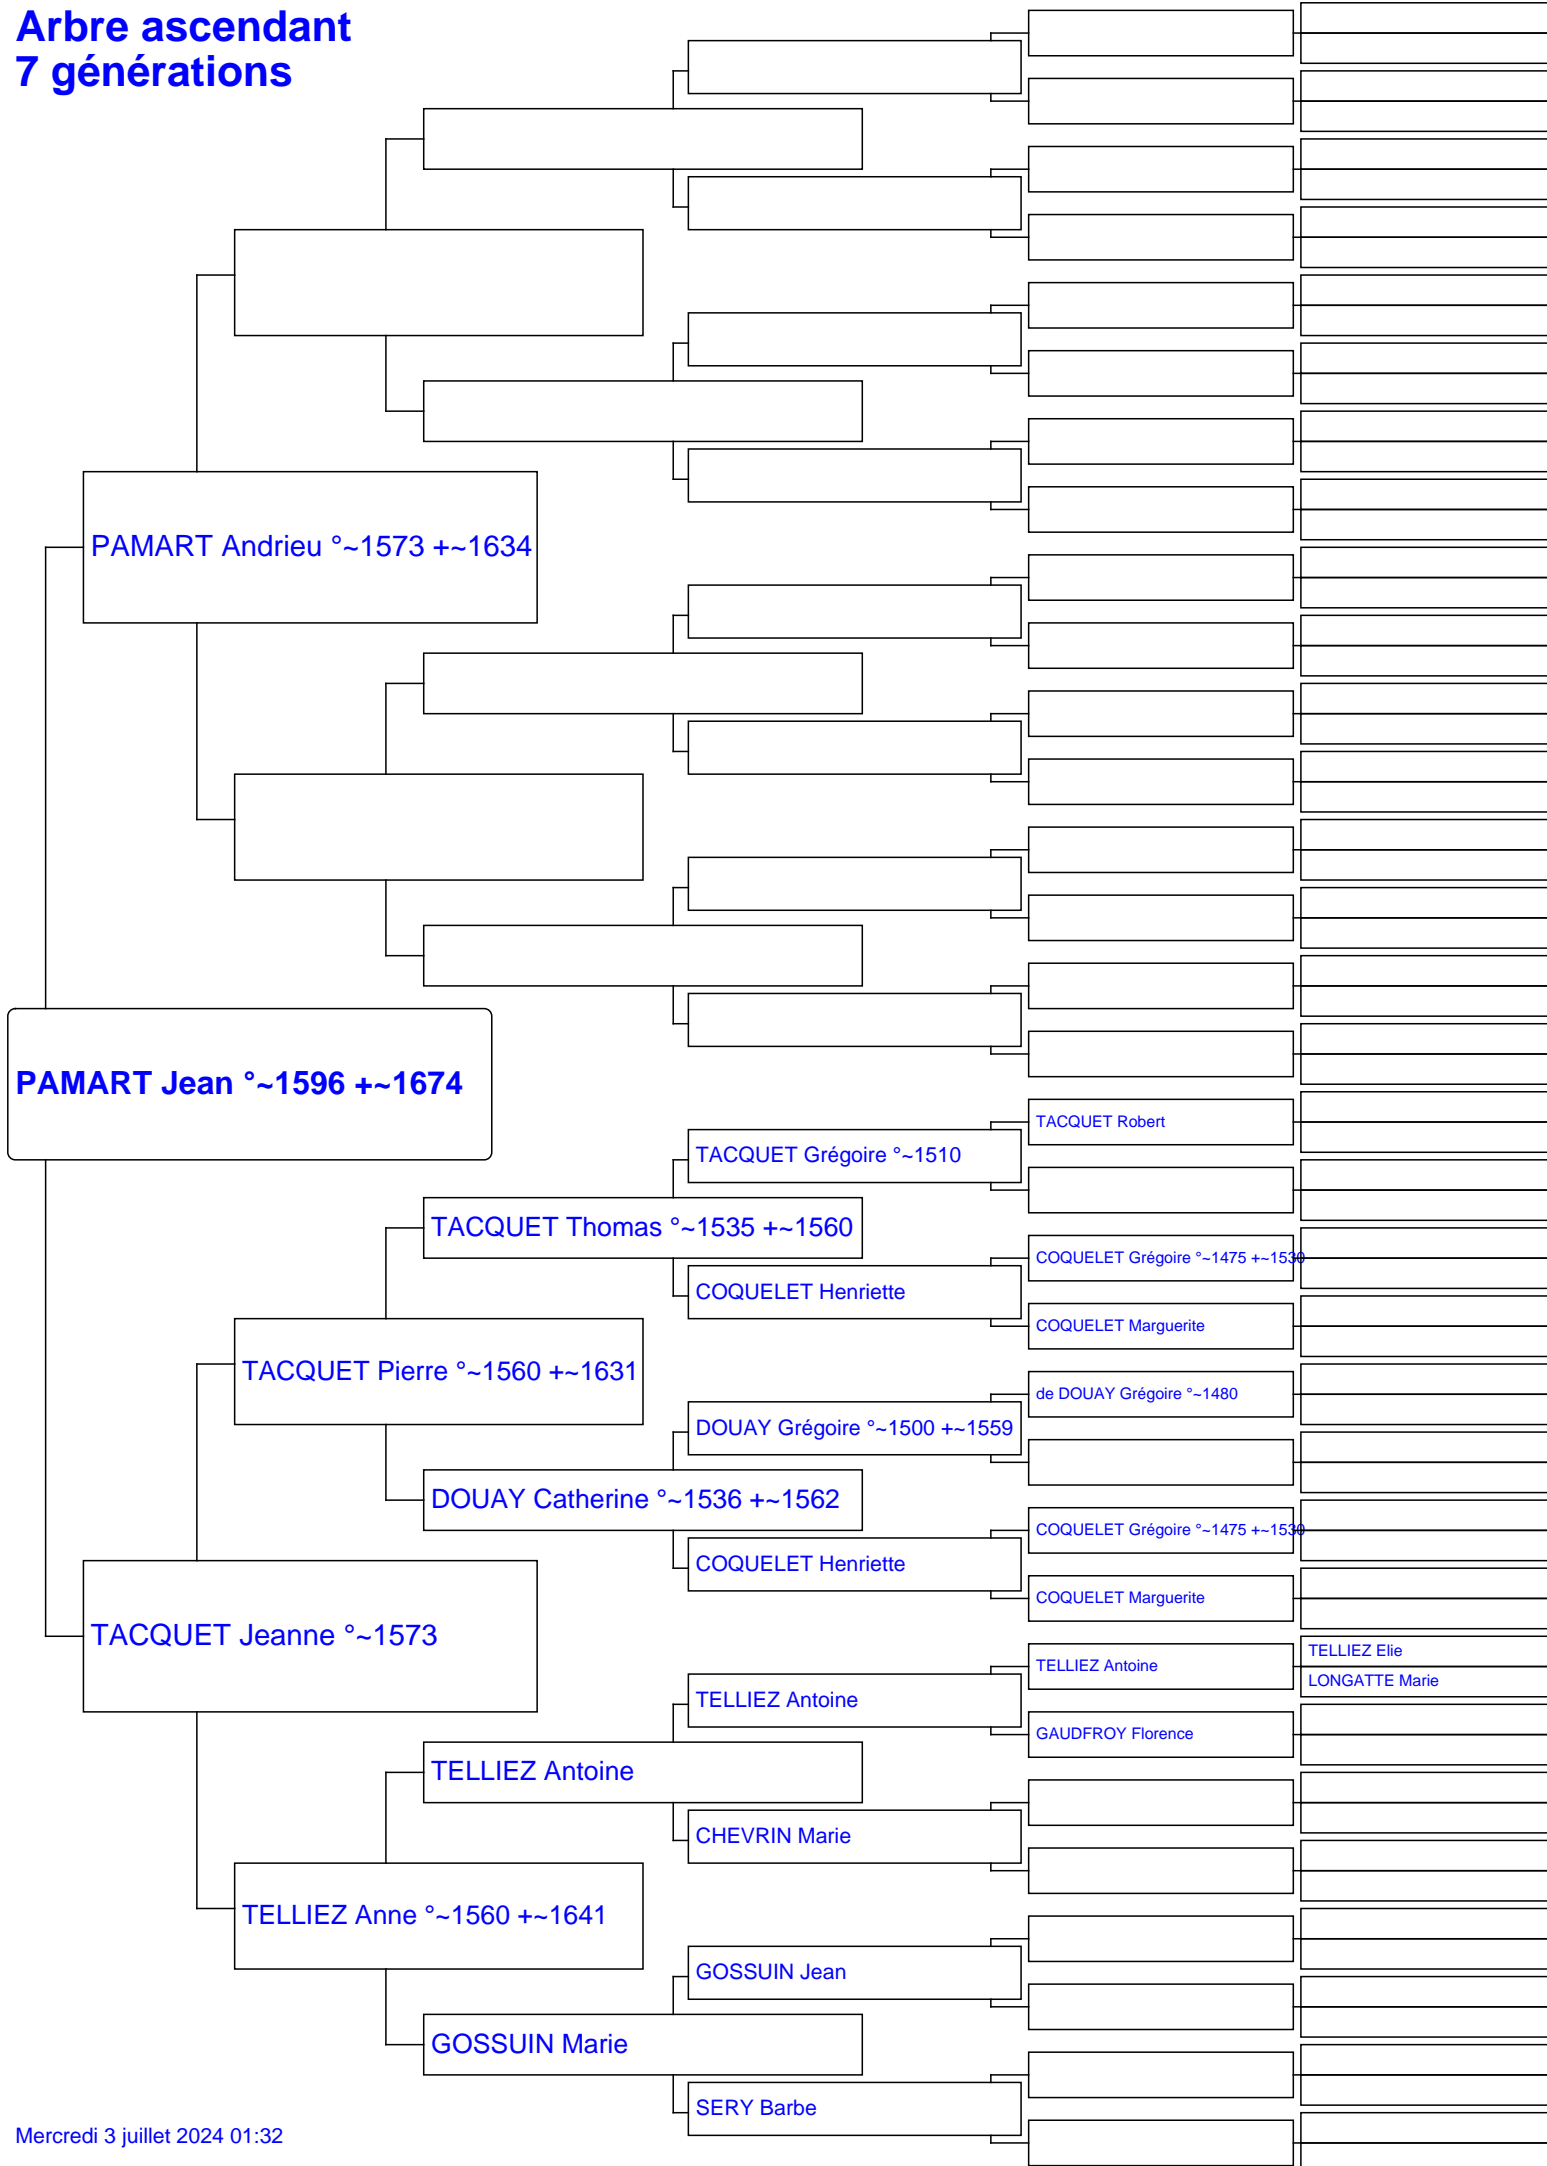 Arbre ascendant
7 générations
PAMART Andrieu °~1573 +~1634
PAMART Jean °~1596 +~1674
TACQUET Robert
TACQUET Grégoire °~1510
TACQUET Thomas °~1535 +~1560
COQUELET Grégoire °~1475 +~1530
COQUELET Henriette
COQUELET Marguerite
TACQUET Pierre °~1560 +~1631
de DOUAY Grégoire °~1480
DOUAY Grégoire °~1500 +~1559
DOUAY Catherine °~1536 +~1562
COQUELET Grégoire °~1475 +~1530
COQUELET Henriette
COQUELET Marguerite
TACQUET Jeanne °~1573
TELLIEZ Elie
TELLIEZ Antoine
LONGATTE Marie
TELLIEZ Antoine
GAUDFROY Florence
TELLIEZ Antoine
CHEVRIN Marie
TELLIEZ Anne °~1560 +~1641
GOSSUIN Jean
GOSSUIN Marie
SERY Barbe
Mercredi 3 juillet 2024 01:32